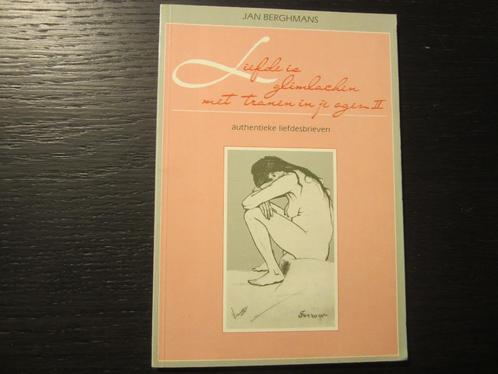 JAN BERGHMANS
Liefde is
glimlachen
met tranen in je ogen II
authentieke liefdesbrieven
Sorrow